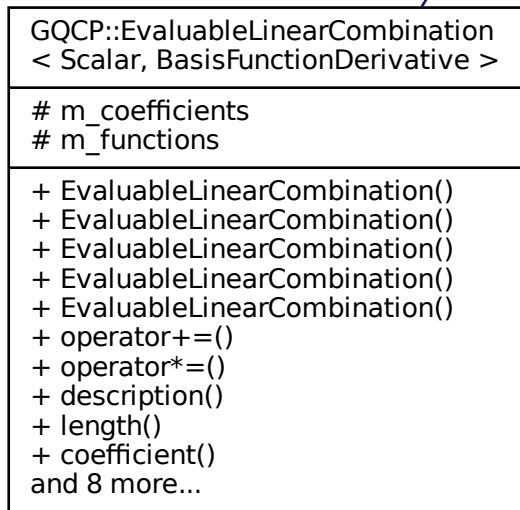 GQCP::EvaluableLinearCombination
< Scalar, BasisFunctionDerivative >
# m_coefficients
# m_functions
+ EvaluableLinearCombination()
+ EvaluableLinearCombination()
+ EvaluableLinearCombination()
+ EvaluableLinearCombination()
+ EvaluableLinearCombination()
+ operator+=()
+ operator*=()
+ description()
+ length()
+ coefficient()
and 8 more...